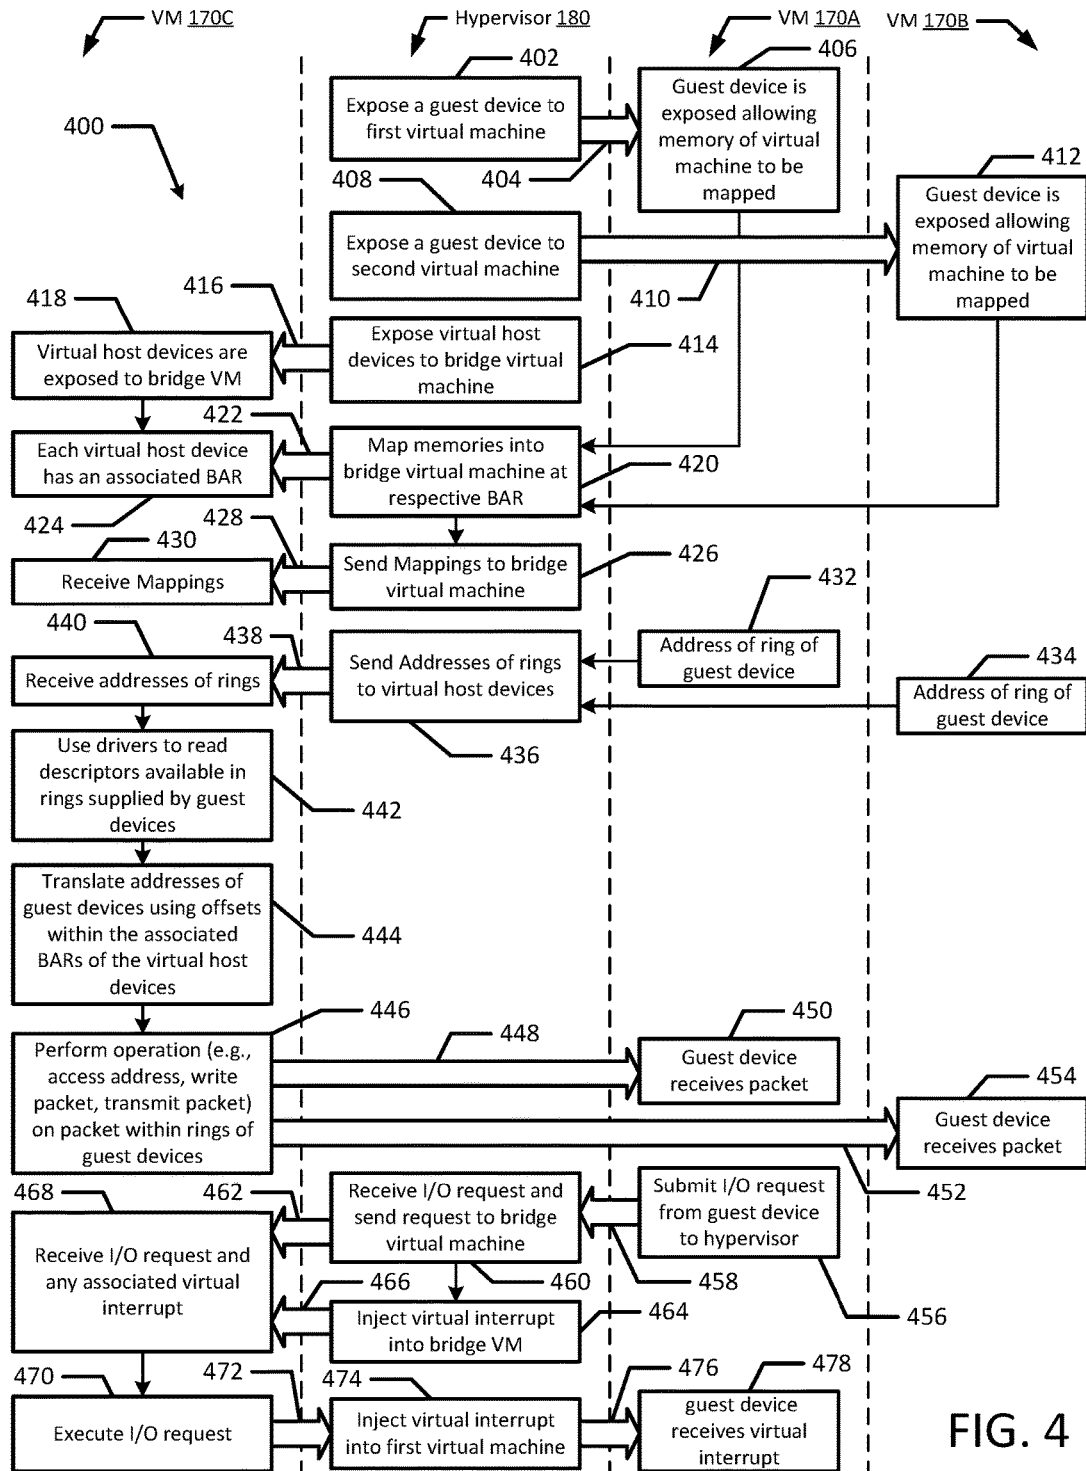 VM 170C
Hypervisor 180
VM 170A
VM 170B
402
406
Expose a guest device to
first virtual machine
Guest device is
exposed allowing
memory of virtual
machine to be
mapped
400
404
412
408
Guest device is
exposed allowing
memory of virtual
machine to be
mapped
Expose a guest device to
second virtual machine
410
418
416
Virtual host devices are
exposed to bridge VM
Expose virtual host
devices to bridge virtual
machine
414
422
Each virtual host device
has an associated BAR
Map memories into
bridge virtual machine at
respective BAR
420
424
428
430
Receive Mappings
Send Mappings to bridge
virtual machine
426
432
440
438
Receive addresses of rings
Send Addresses of rings
to virtual host devices
Address of ring of
guest device
434
Address of ring of
guest device
436
Use drivers to read
descriptors available in
rings supplied by guest
devices
442
Translate addresses of
guest devices using offsets
within the associated
BARs of the virtual host
devices
444
446
448
450
Perform operation (e.g.,
access address, write
packet, transmit packet)
on packet within rings of
guest devices
Guest device
receives packet
454
Guest device
receives packet
452
468
462
Receive I/O request and
send request to bridge
virtual machine
Submit I/O request
from guest device
to hypervisor
Receive I/O request and
any associated virtual
interrupt
466
460
458
456
Inject virtual interrupt
into bridge VM
464
470
472
474
476
478
Execute I/O request
Inject virtual interrupt
into first virtual machine
guest device
receives virtual
interrupt
FIG. 4